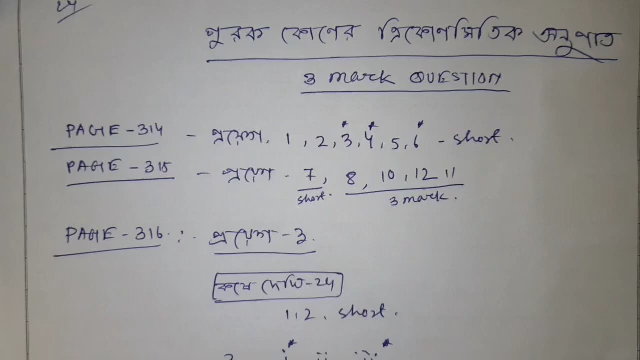 24
পূরক কোণের ত্রিকোণমিতিক অনুপাত
3 mark QUESTION
PAGE-314 - প্রয়োগ. 1, 2, 3*, 4*, 5, 6* - short.
PAGE-315 - প্রয়োগ. 7, 8, 10, 12, 11
short. 3 mark.
PAGE-316 :- প্রয়োগ-3.
কষে দেখি-24
1, 2. short.